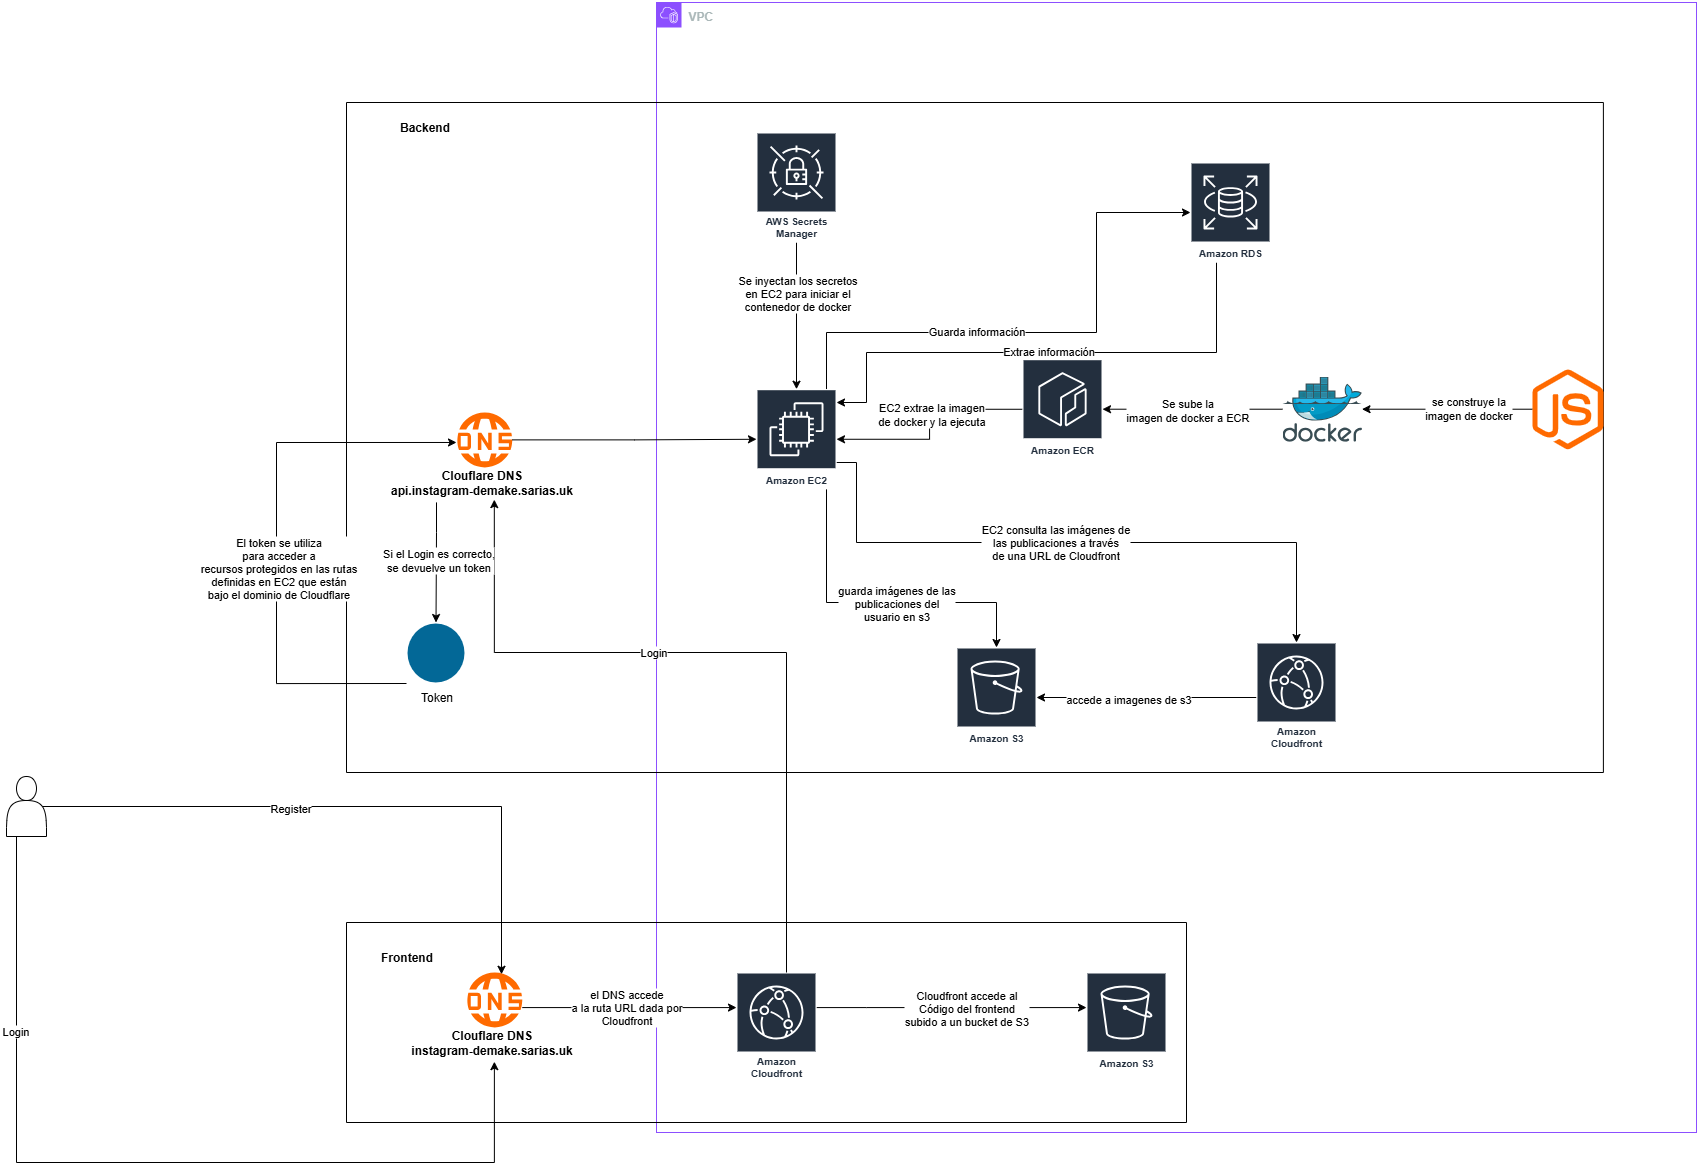 VPC
Backend
AWS Secrets
Manager
Amazon RDS
Se inyectan los secretos
en EC2 para iniciar el
contenedor de docker
Guarda información
Extrae información
EC2 extrae la imagen
de docker y la ejecuta
Amazon ECR
Se sube la
imagen de docker a ECR
docker
se construye la
imagen de docker
JS
Amazon EC2
DNS
Clouflare DNS
api.instagram-demake.sarias.uk
El token se utiliza
para acceder a
recursos protegidos en las rutas
definidas en EC2 que están
bajo el dominio de Cloudflare
Si el Login es correcto,
se devuelve un token
Token
EC2 consulta las imágenes de
las publicaciones a través
de una URL de Cloudfront
guarda imágenes de las
publicaciones del
usuario en s3
Login
accede a imagenes de s3
Amazon S3
Amazon
Cloudfront
Register
Frontend
DNS
Clouflare DNS
instagram-demake.sarias.uk
el DNS accede
a la ruta URL dada por
Cloudfront
Amazon
Cloudfront
Cloudfront accede al
Código del frontend
subido a un bucket de S3
Amazon S3
Login